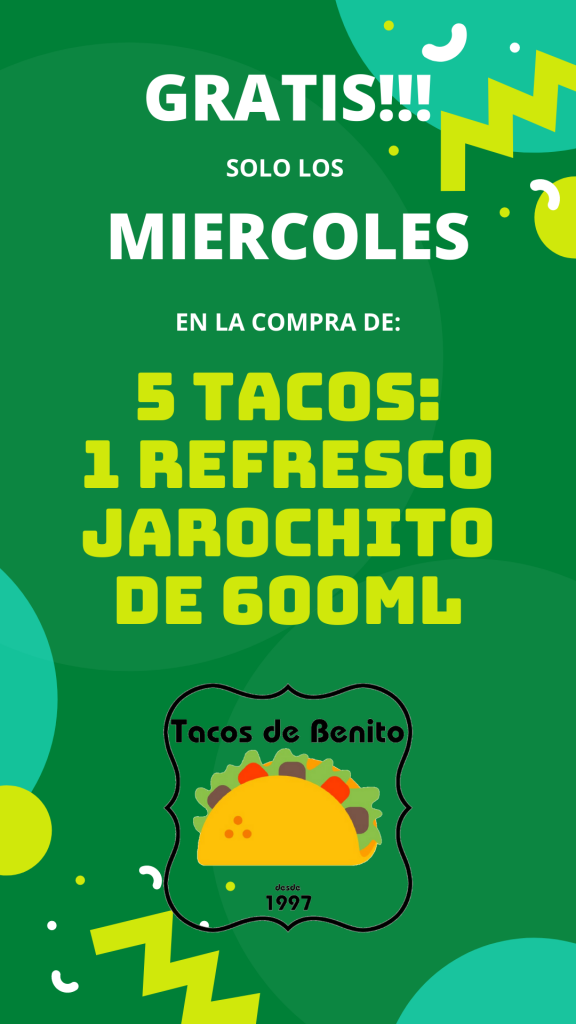 GRATIS!!!
SOLO LOS
MIERCOLES
EN LA COMPRA DE:
5 TACOS:
1 REFRESCO
JAROCHITO
DE 600ML
Tacos de Benito
desde
1997